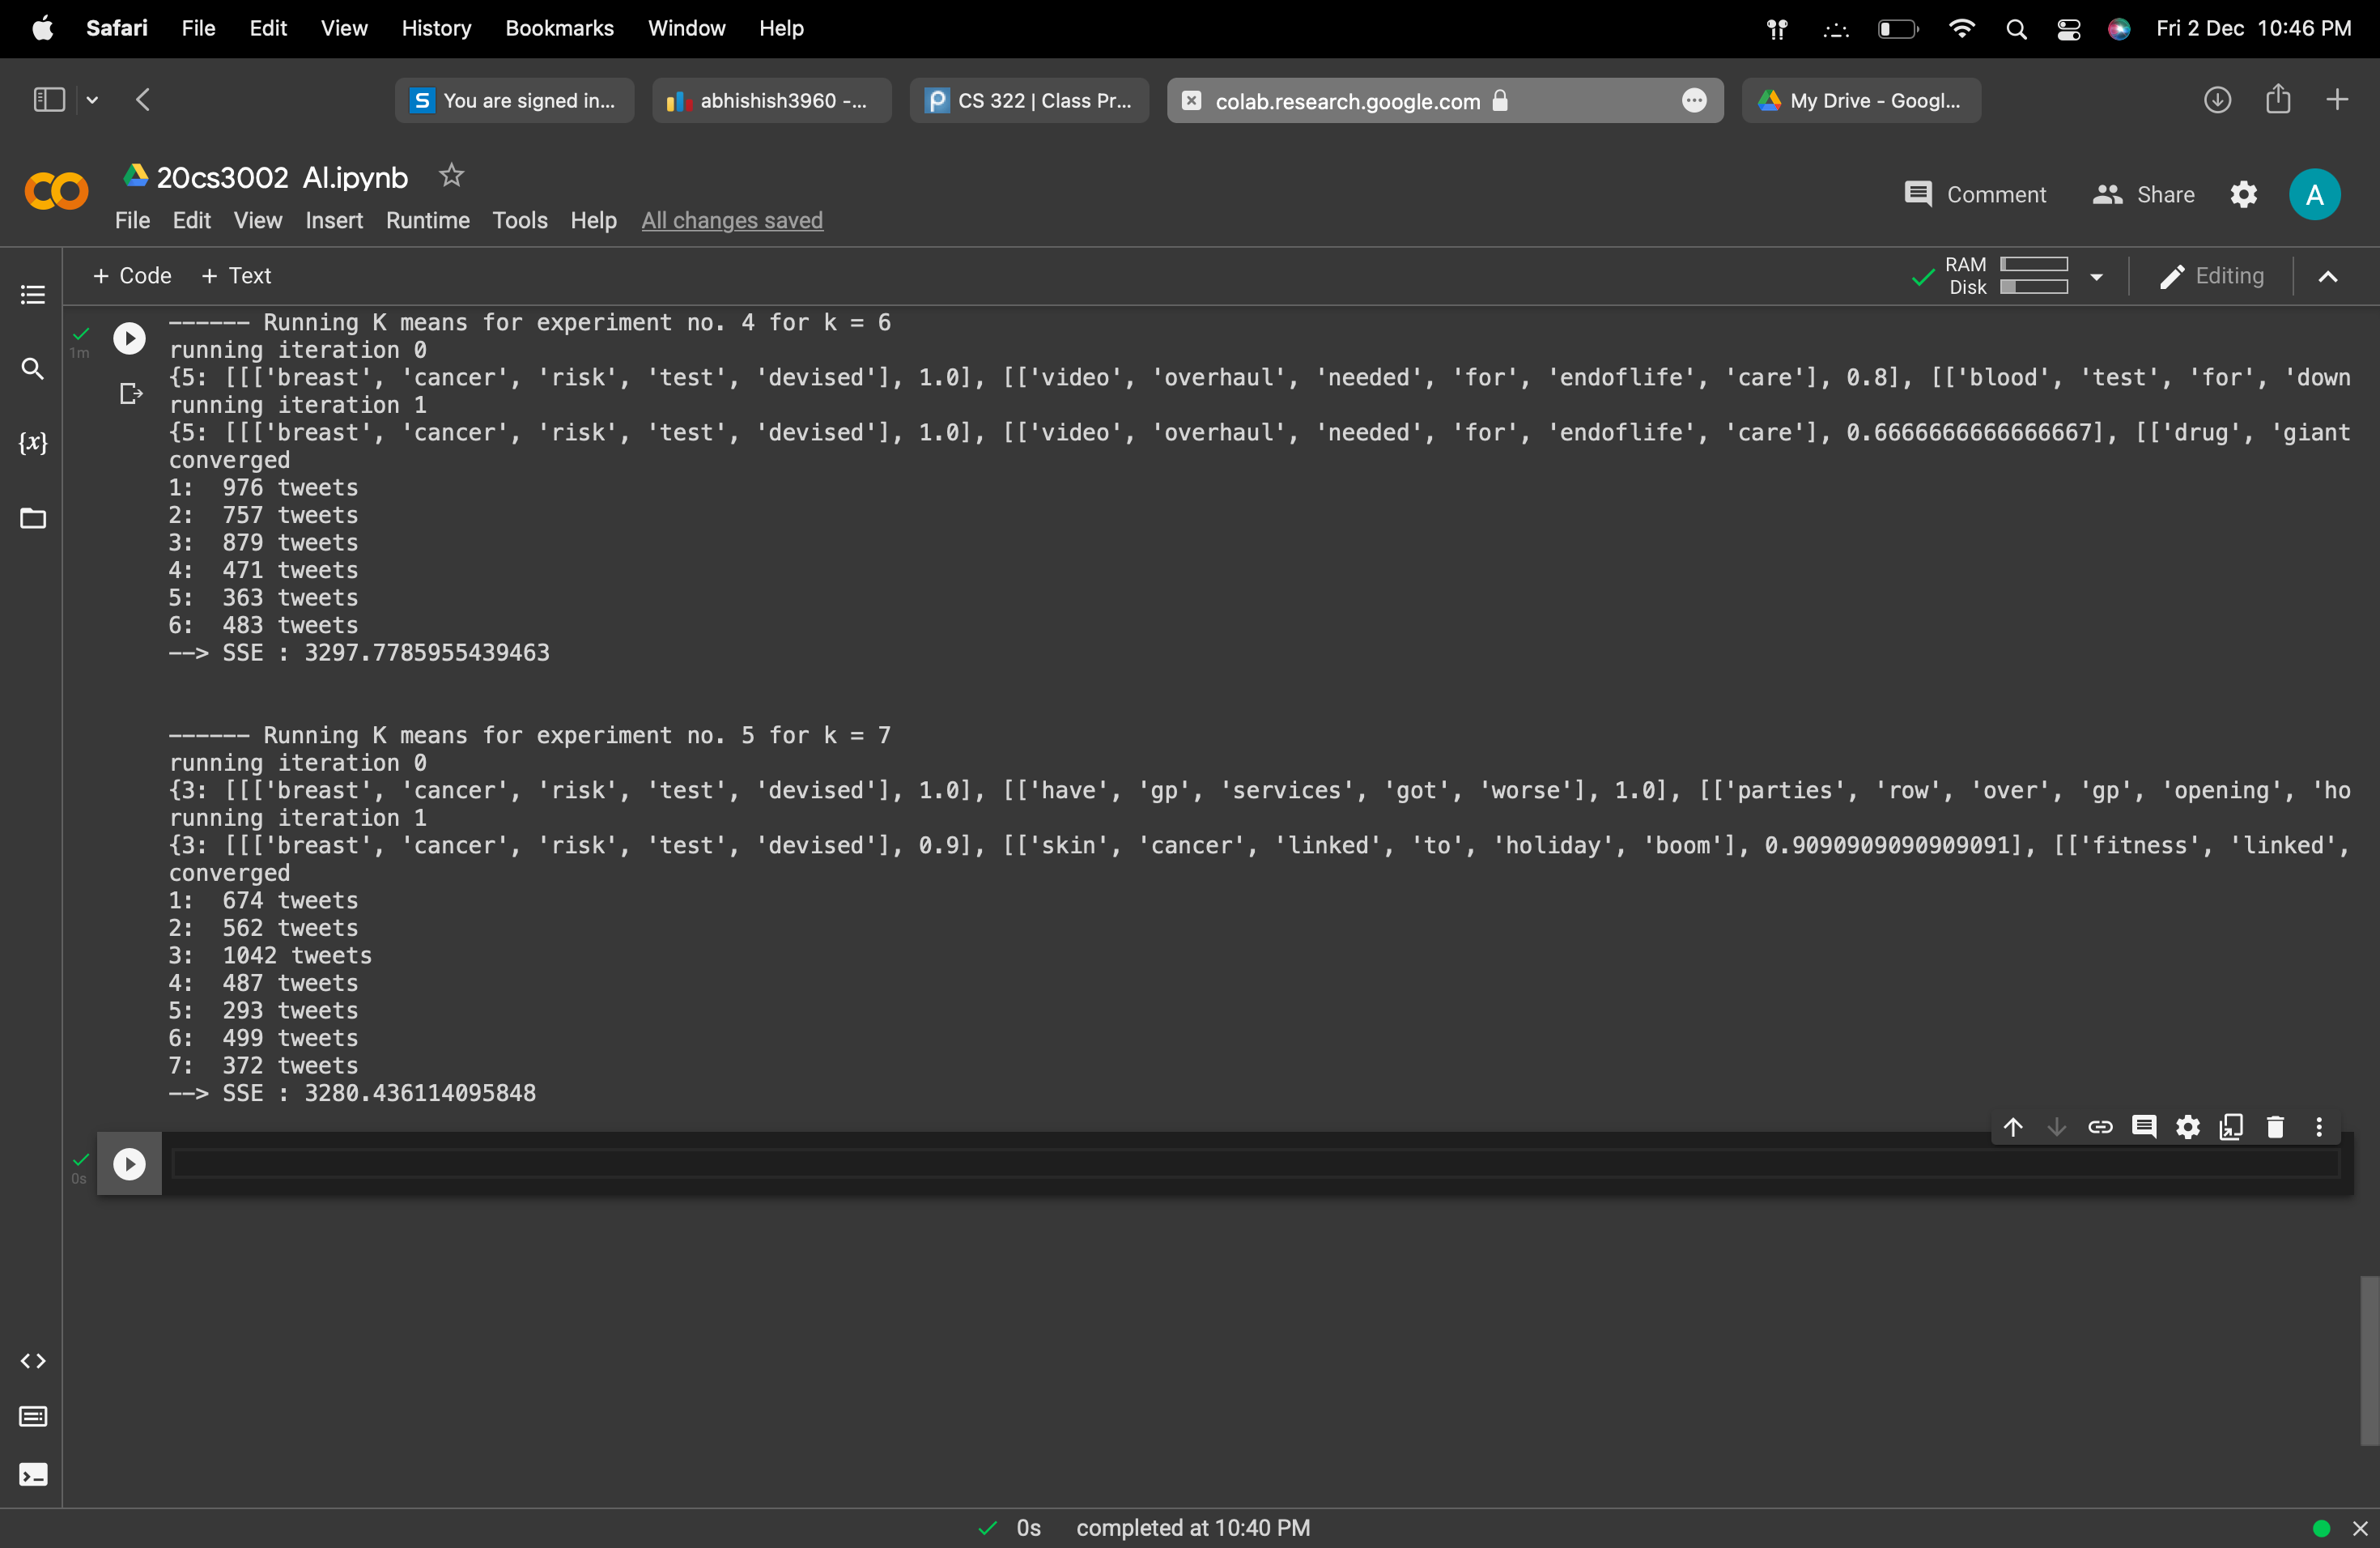 Safari File Edit View History Bookmarks Window Help Fri 2 Dec 10:46 PM
S You are signed in... abhishish3960 -... CS 322 | Class Pr... colab.research.google.com My Drive - Googl...
20cs3002 AI.ipynb
Comment Share A
File Edit View Insert Runtime Tools Help All changes saved
+ Code + Text RAM Disk Editing
------ Running K means for experiment no. 4 for k = 6
1m
running iteration 0
{5: [[['breast', 'cancer', 'risk', 'test', 'devised'], 1.0], [['video', 'overhaul', 'needed', 'for', 'endoflife', 'care'], 0.8], [['blood', 'test', 'for', 'down
running iteration 1
{5: [[['breast', 'cancer', 'risk', 'test', 'devised'], 1.0], [['video', 'overhaul', 'needed', 'for', 'endoflife', 'care'], 0.6666666666666667], [['drug', 'giant
converged
1:  976 tweets
2:  757 tweets
3:  879 tweets
4:  471 tweets
5:  363 tweets
6:  483 tweets
--> SSE : 3297.7785955439463
------ Running K means for experiment no. 5 for k = 7
running iteration 0
{3: [[['breast', 'cancer', 'risk', 'test', 'devised'], 1.0], [['have', 'gp', 'services', 'got', 'worse'], 1.0], [['parties', 'row', 'over', 'gp', 'opening', 'ho
running iteration 1
{3: [[['breast', 'cancer', 'risk', 'test', 'devised'], 0.9], [['skin', 'cancer', 'linked', 'to', 'holiday', 'boom'], 0.9090909090909091], [['fitness', 'linked',
converged
1:  674 tweets
2:  562 tweets
3:  1042 tweets
4:  487 tweets
5:  293 tweets
6:  499 tweets
7:  372 tweets
--> SSE : 3280.436114095848
0s
0s completed at 10:40 PM